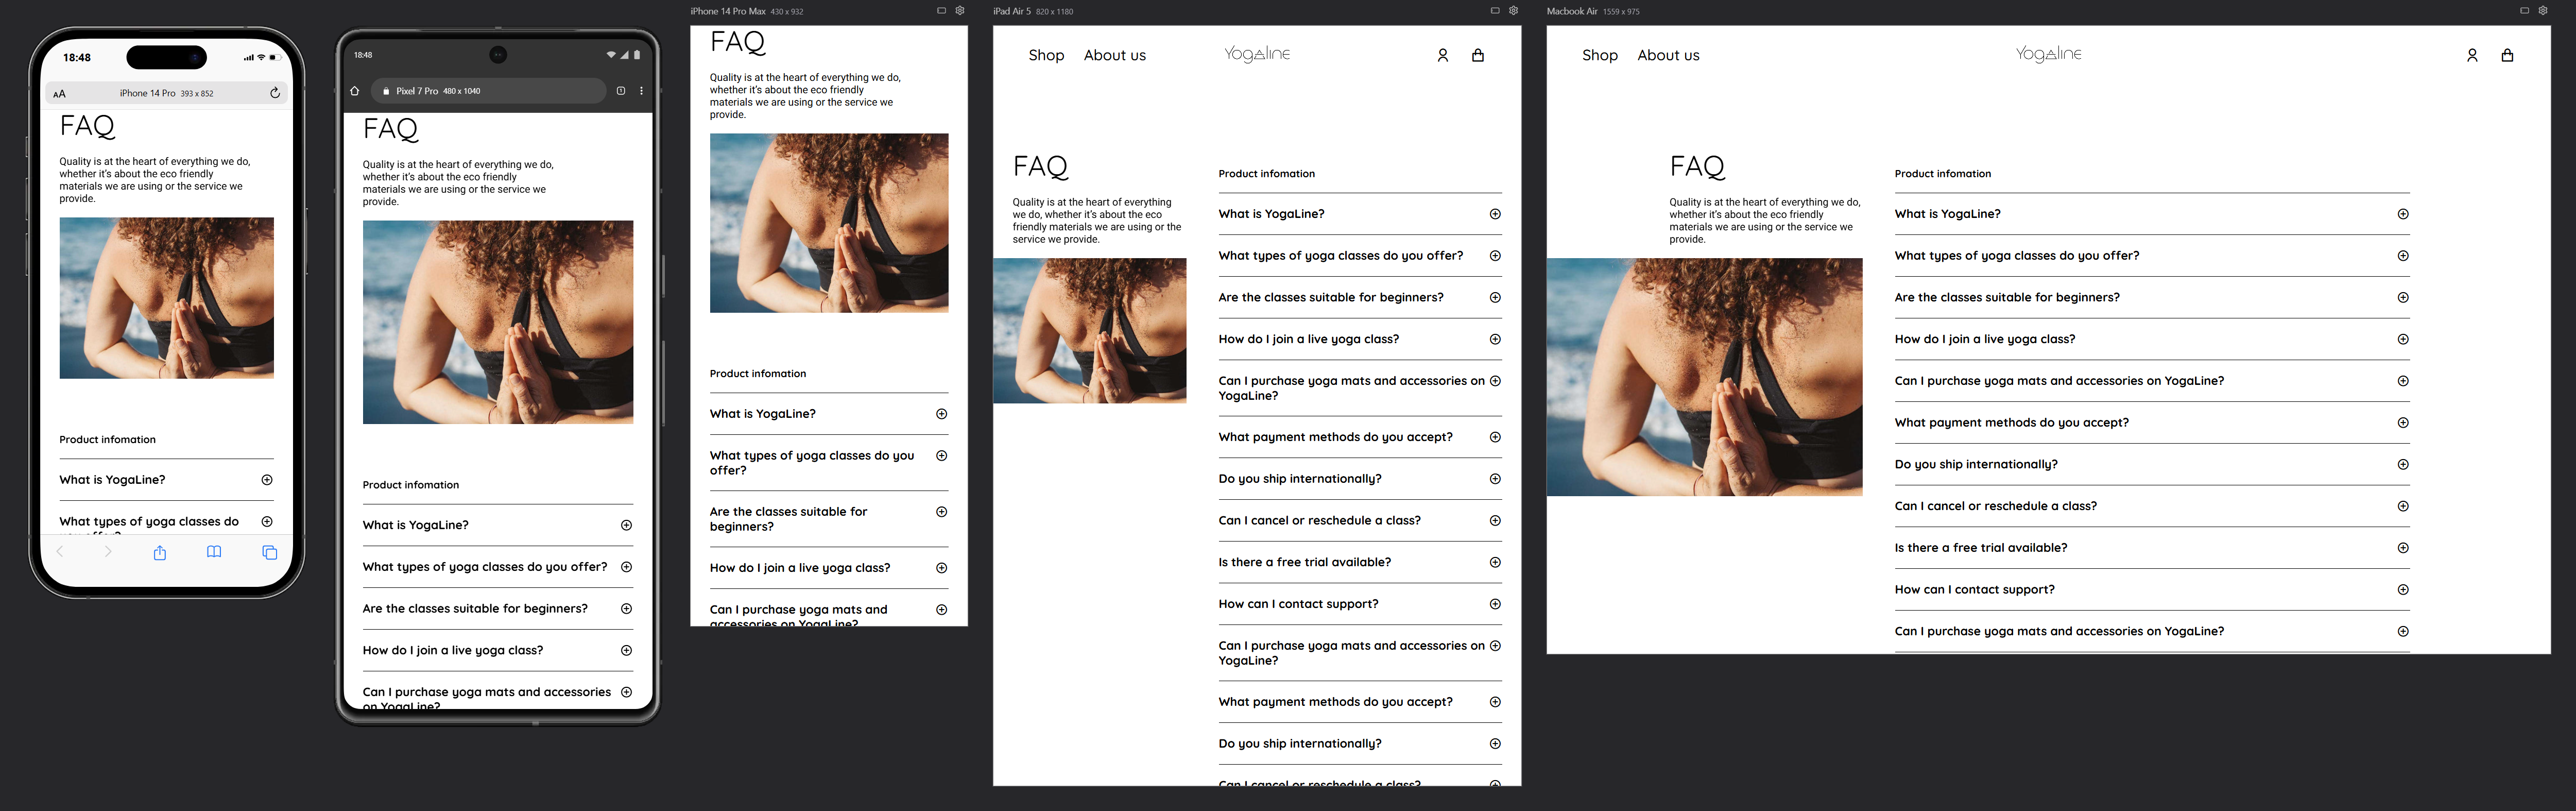 18:48
AA iPhone 14 Pro 393 x 852
FAQ
Quality is at the heart of everything we do,
whether it's about the eco friendly
materials we are using or the service we
provide.
Product infomation
What is YogaLine?
What types of yoga classes do
you offer?
18:48
Pixel 7 Pro 480 x 1040
FAQ
Quality is at the heart of everything we do,
whether it's about the eco friendly
materials we are using or the service we
provide.
Product infomation
What is YogaLine?
What types of yoga classes do you offer?
Are the classes suitable for beginners?
How do I join a live yoga class?
Can I purchase yoga mats and accessories
on YogaLine?
iPhone 14 Pro Max 430 x 932
FAQ
Quality is at the heart of everything we do,
whether it's about the eco friendly
materials we are using or the service we
provide.
Product infomation
What is YogaLine?
What types of yoga classes do you
offer?
Are the classes suitable for
beginners?
How do I join a live yoga class?
Can I purchase yoga mats and
accessories on YogaLine?
iPad Air 5 820 x 1180
Shop About us Yogaline
FAQ
Quality is at the heart of everything
we do, whether it's about the eco
friendly materials we are using or the
service we provide.
Product infomation
What is YogaLine?
What types of yoga classes do you offer?
Are the classes suitable for beginners?
How do I join a live yoga class?
Can I purchase yoga mats and accessories on
YogaLine?
What payment methods do you accept?
Do you ship internationally?
Can I cancel or reschedule a class?
Is there a free trial available?
How can I contact support?
Can I purchase yoga mats and accessories on
YogaLine?
What payment methods do you accept?
Do you ship internationally?
Can I cancel or reschedule a class?
Macbook Air 1559 x 975
Shop About us Yogaline
FAQ
Quality is at the heart of everything we do,
whether it's about the eco friendly
materials we are using or the service we
provide.
Product infomation
What is YogaLine?
What types of yoga classes do you offer?
Are the classes suitable for beginners?
How do I join a live yoga class?
Can I purchase yoga mats and accessories on YogaLine?
What payment methods do you accept?
Do you ship internationally?
Can I cancel or reschedule a class?
Is there a free trial available?
How can I contact support?
Can I purchase yoga mats and accessories on YogaLine?